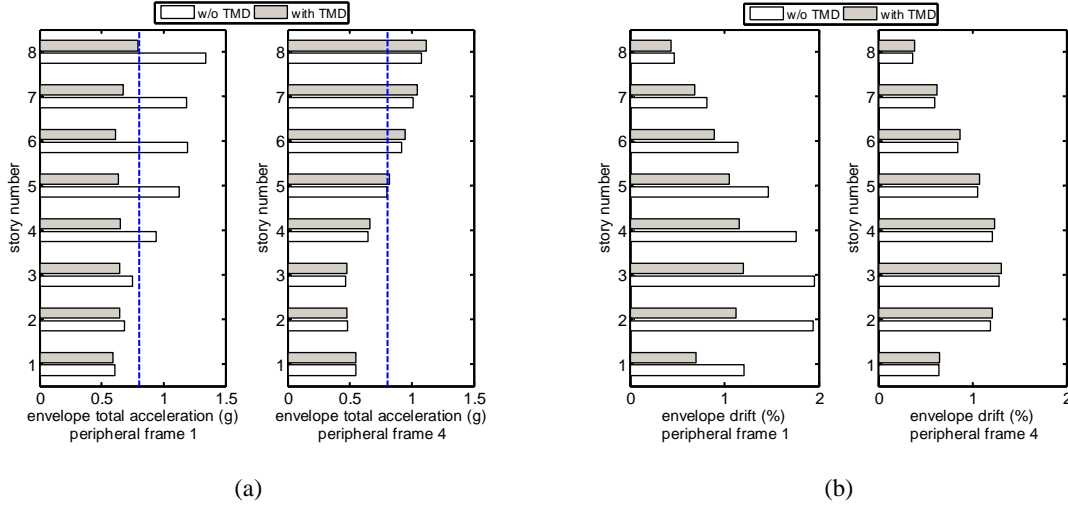 w/o TMD with TMD
8
7
6
5
4
3
2
1
story number
0 0.5 1 1.5
envelope total acceleration (g)
peripheral frame 1
8
7
6
5
4
3
2
1
story number
0 0.5 1 1.5
envelope total acceleration (g)
peripheral frame 4
(a)
w/o TMD with TMD
8
7
6
5
4
3
2
1
story number
0 1 2
envelope drift (%)
peripheral frame 1
8
7
6
5
4
3
2
1
story number
0 1 2
envelope drift (%)
peripheral frame 4
(b)